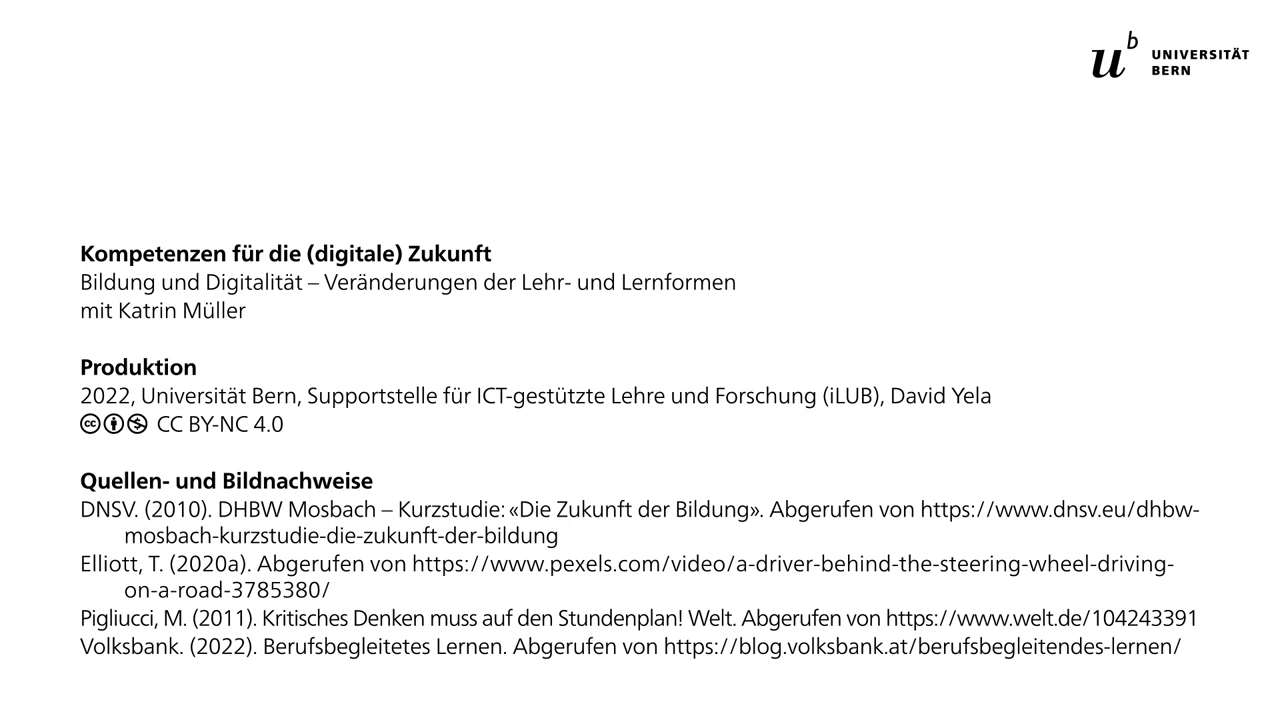 u b UNIVERSITÄT
BERN
Kompetenzen für die (digitale) Zukunft
Bildung und Digitalität – Veränderungen der Lehr- und Lernformen
mit Katrin Müller
Produktion
2022, Universität Bern, Supportstelle für ICT-gestützte Lehre und Forschung (iLUB), David Yela
cc CC BY-NC 4.0
Quellen- und Bildnachweise
DNSV. (2010). DHBW Mosbach – Kurzstudie: «Die Zukunft der Bildung». Abgerufen von https://www.dnsv.eu/dhbw-
mosbach-kurzstudie-die-zukunft-der-bildung
Elliott, T. (2020a). Abgerufen von https://www.pexels.com/video/a-driver-behind-the-steering-wheel-driving-
on-a-road-3785380/
Pigliucci, M. (2011). Kritisches Denken muss auf den Stundenplan! Welt. Abgerufen von https://www.welt.de/104243391
Volksbank. (2022). Berufsbegleitetes Lernen. Abgerufen von https://blog.volksbank.at/berufsbegleitendes-lernen/